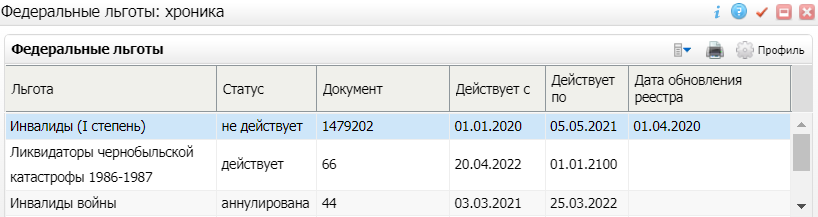 Федеральные льготы: хроника
Федеральные льготы
Профиль
Льгота Статус Документ Действует с Действует по Дата обновления реестра
Инвалиды (I степень) не действует 1479202 01.01.2020 05.05.2021 01.04.2020
Ликвидаторы чернобыльской катастрофы 1986-1987 действует 66 20.04.2022 01.01.2100
Инвалиды войны аннулирована 44 03.03.2021 25.03.2022